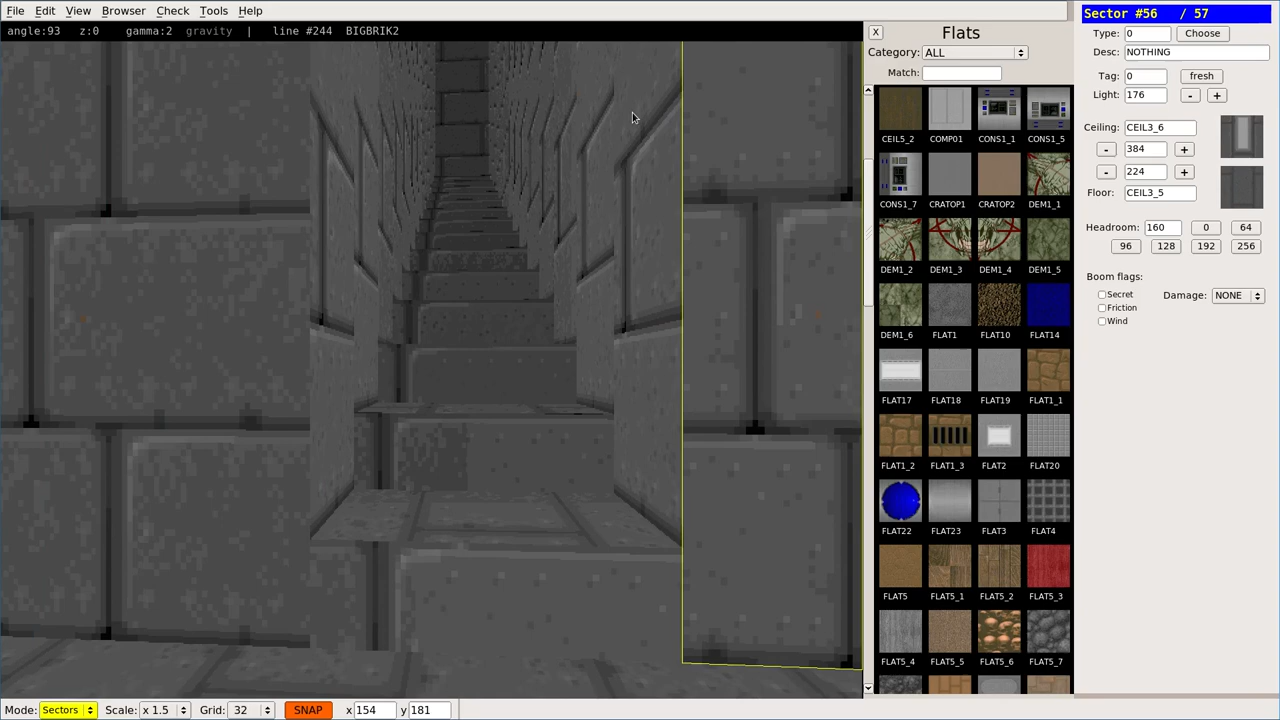 File Edit View Browser Check Tools Help
angle:93 z:0 gamma:2 gravity | line #244 BIGBRIK2
X Flats
Category: ALL
Match:
CEIL5_2 COMP01 CONS1_1 CONS1_5
CONS1_7 CRATOP1 CRATOP2 DEM1_1
DEM1_2 DEM1_3 DEM1_4 DEM1_5
DEM1_6 FLAT1 FLAT10 FLAT14
FLAT17 FLAT18 FLAT19 FLAT1_1
FLAT1_2 FLAT1_3 FLAT2 FLAT20
FLAT22 FLAT23 FLAT3 FLAT4
FLAT5 FLAT5_1 FLAT5_2 FLAT5_3
FLAT5_4 FLAT5_5 FLAT5_6 FLAT5_7
Sector #56 / 57
Type: 0 Choose
Desc: NOTHING
Tag: 0 fresh
Light: 176 - +
Ceiling: CEIL3_6
- 384 +
- 224 +
Floor: CEIL3_5
Headroom: 160 0 64
96 128 192 256
Boom flags:
Secret Damage: NONE
Friction
Wind
Mode: Sectors Scale: x 1.5 Grid: 32 SNAP x 154 y 181